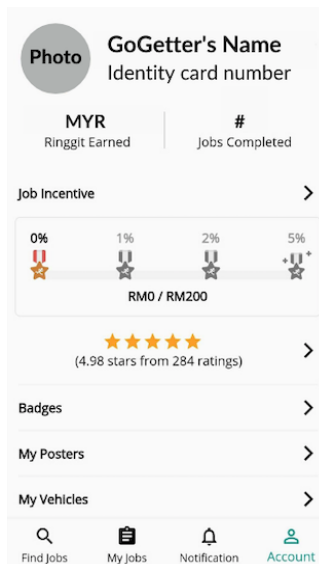 Photo
GoGetter's Name
Identity card number
MYR
Ringgit Earned
#
Jobs Completed
Job Incentive
0% 1% 2% 5%
RM0 / RM200
(4.98 stars from 284 ratings)
Badges
My Posters
My Vehicles
Find Jobs My Jobs Notification Account